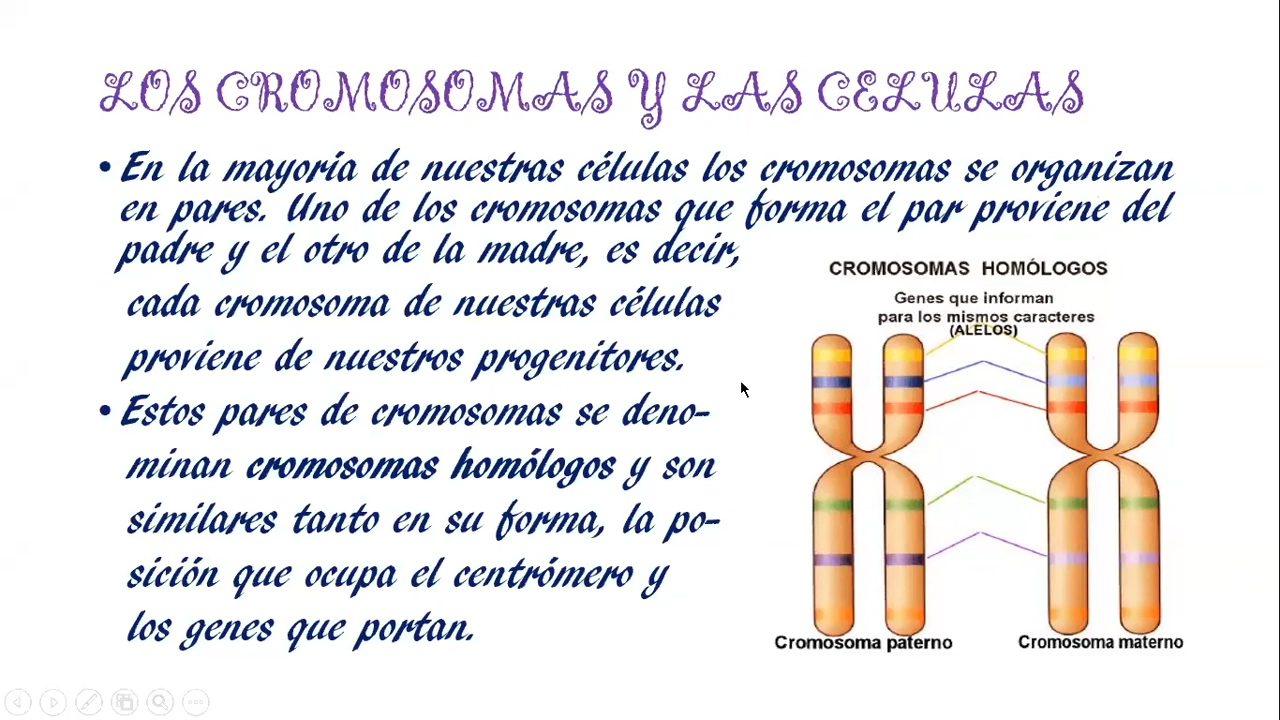 LOS CROMOSOMAS Y LAS CELULAS
• En la mayoría de nuestras células los cromosomas se organizan
en pares. Uno de los cromosomas que forma el par proviene del
padre y el otro de la madre, es decir,
cada cromosoma de nuestras células
proviene de nuestros progenitores.
• Estos pares de cromosomas se deno-
minan cromosomas homólogos y son
similares tanto en su forma, la po-
sición que ocupa el centrómero y
los genes que portan.
CROMOSOMAS HOMÓLOGOS
Genes que informan
para los mismos caracteres
(ALELOS)
Cromosoma paterno
Cromosoma materno